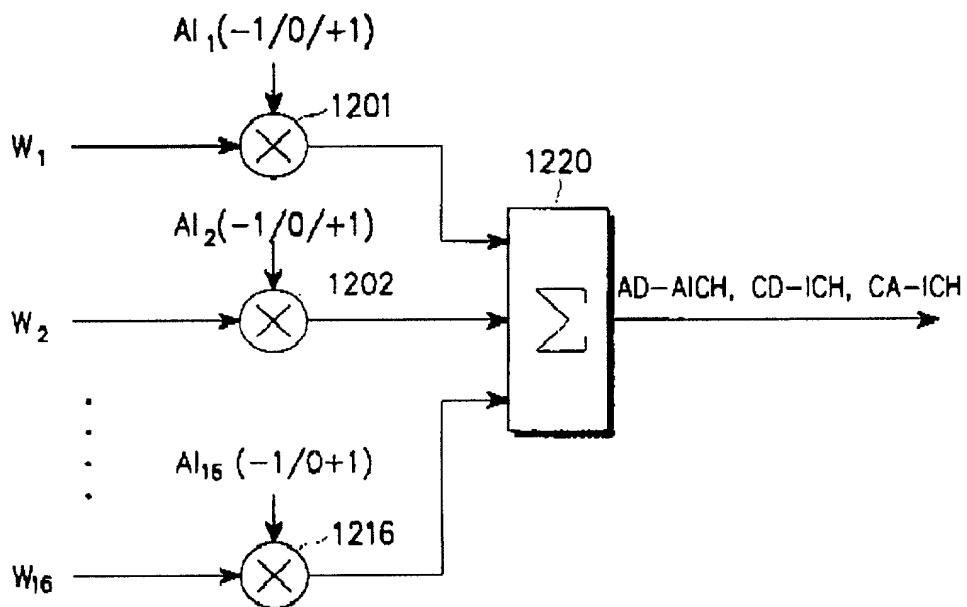 AI1(-1/0/+1)
1201
W1
1220
AI2(-1/0/+1)
1202
AD-AICH, CD-ICH, CA-ICH
W2
Σ
AI16 (-1/0+1)
1216
W16